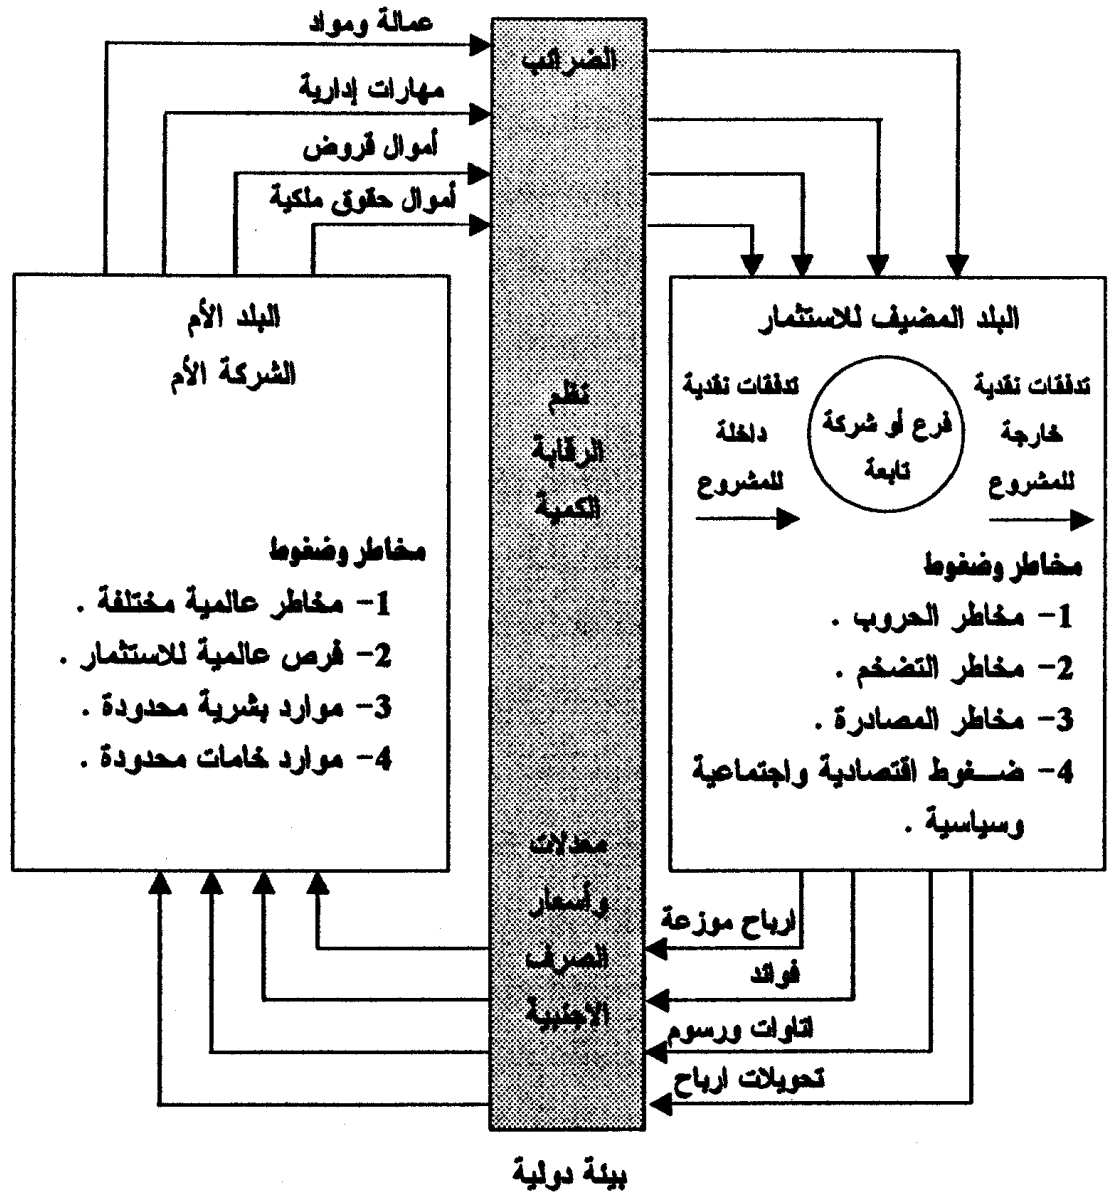 عمالة ومواد
مهارات إدارية
أموال قروض
أموال حقوق ملكية
الضرائب
نظم
الرقابة
الكمية
معدلات
وأسعار
الصرف
الاجنبية
البلد المضيف للاستثمار
تدفقات نقدية
خارجة
للمشروع
فرع أو شركة
تابعة
تدفقات نقدية
داخلة
للمشروع
مخاطر وضغوط
1- مخاطر الحروب .
2- مخاطر التضخم .
3- مخاطر المصادرة .
4- ضغوط اقتصادية واجتماعية
وسياسية .
البلد الأم
الشركة الأم
مخاطر وضغوط
1- مخاطر عالمية مختلفة .
2- فرص عالمية للاستثمار .
3- موارد بشرية محدودة .
4- موارد خامات محدودة .
ارباح موزعة
فوائد
اتاوات ورسوم
تحويلات ارباح
بيئة دولية